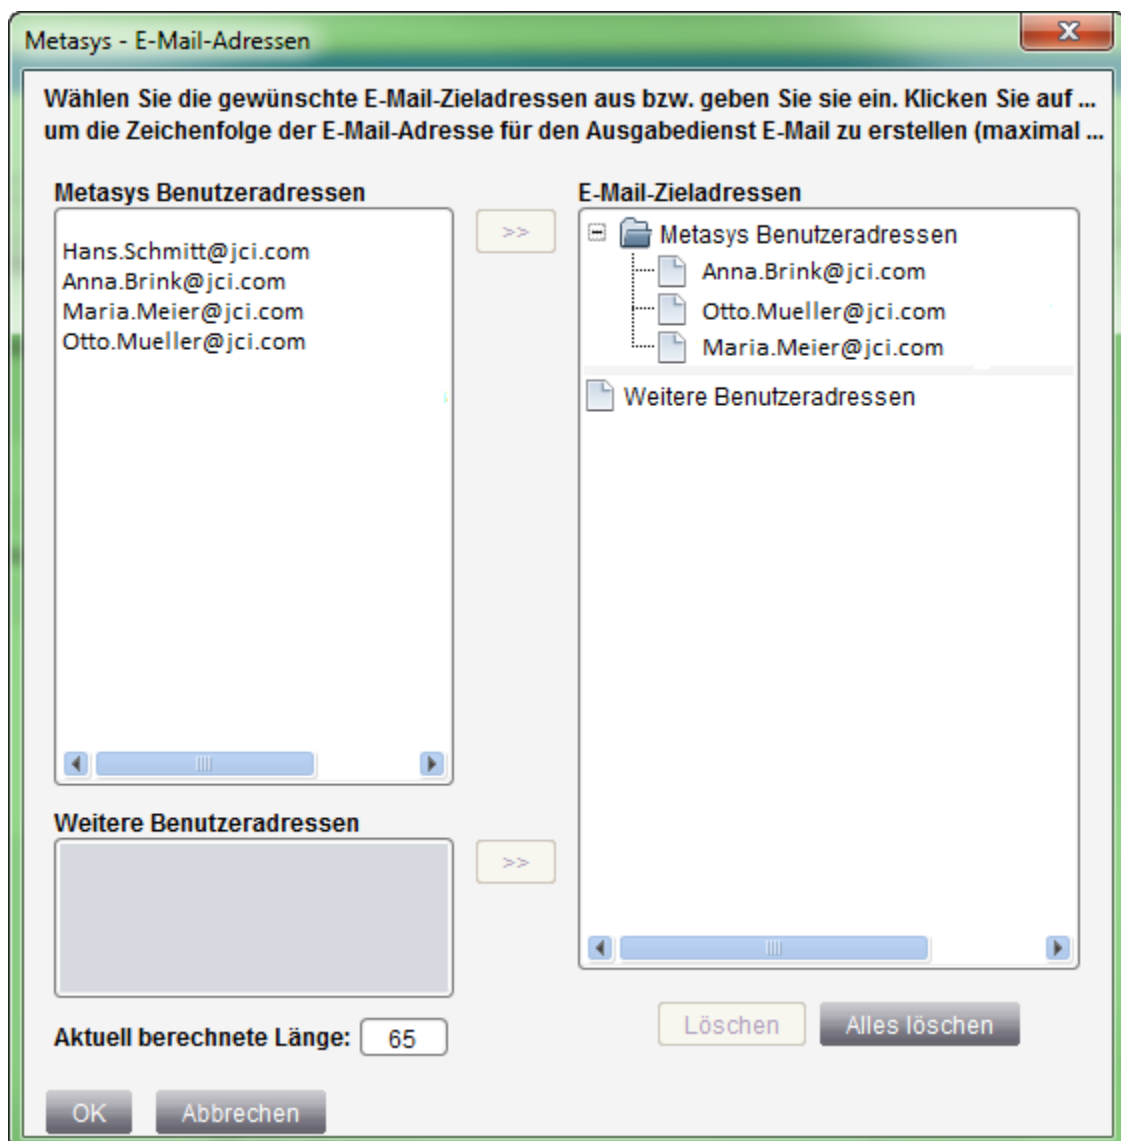 Metasys - E-Mail-Adressen
X
Wählen Sie die gewünschte E-Mail-Zieladressen aus bzw. geben Sie sie ein. Klicken Sie auf ...
um die Zeichenfolge der E-Mail-Adresse für den Ausgabedienst E-Mail zu erstellen (maximal ...
Metasys Benutzeradressen
Hans.Schmitt@jci.com
Anna.Brink@jci.com
Maria.Meier@jci.com
Otto.Mueller@jci.com
>>
E-Mail-Zieladressen
Metasys Benutzeradressen
Anna.Brink@jci.com
Otto.Mueller@jci.com
Maria.Meier@jci.com
Weitere Benutzeradressen
Weitere Benutzeradressen
>>
Aktuell berechnete Länge: 65
Löschen
Alles löschen
OK
Abbrechen